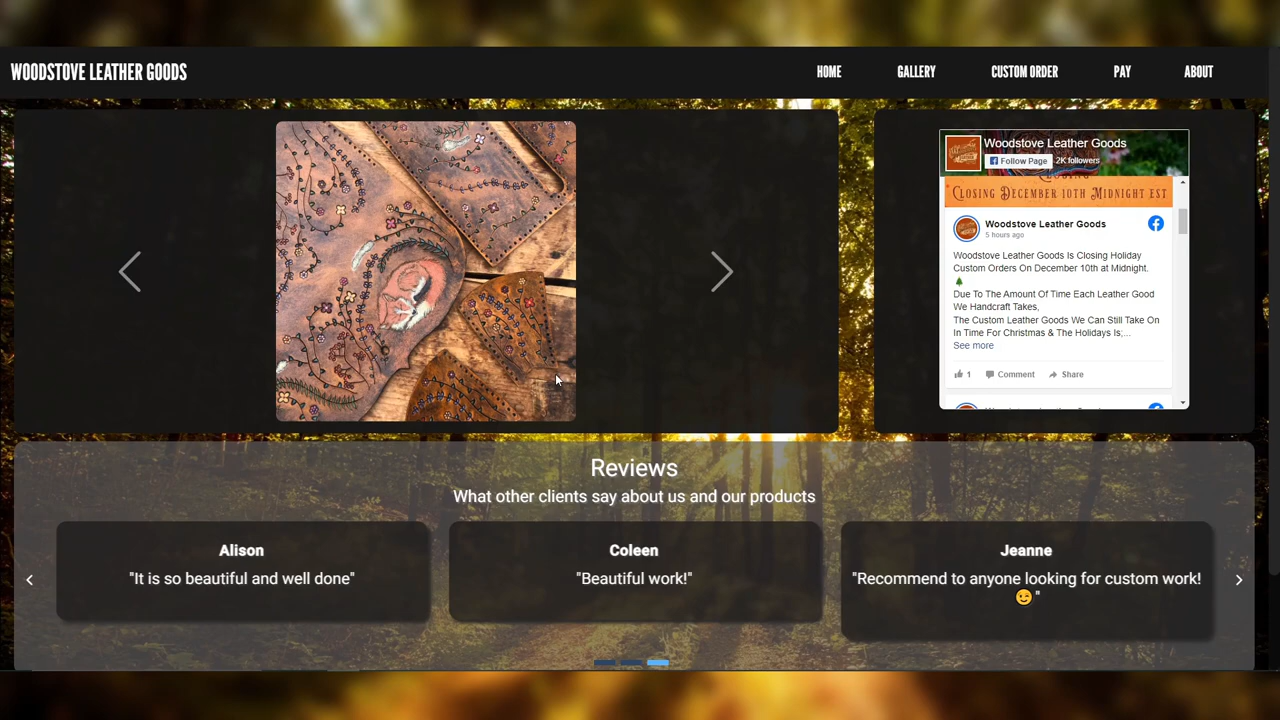 WOODSTOVE LEATHER GOODS
HOME GALLERY CUSTOM ORDER PAY ABOUT
Woodstove Leather Goods
Follow Page 2K followers
CLOSING DECEMBER 10TH MIDNIGHT EST
Woodstove Leather Goods
5 hours ago
Woodstove Leather Goods Is Closing Holiday
Custom Orders On December 10th at Midnight.
🎄
Due To The Amount Of Time Each Leather Good
We Handcraft Takes,
The Custom Leather Goods We Can Still Take On
In Time For Christmas & The Holidays Is;...
See more
1 Comment Share
Reviews
What other clients say about us and our products
Alison
"It is so beautiful and well done"
Coleen
"Beautiful work!"
Jeanne
"Recommend to anyone looking for custom work!
😉"